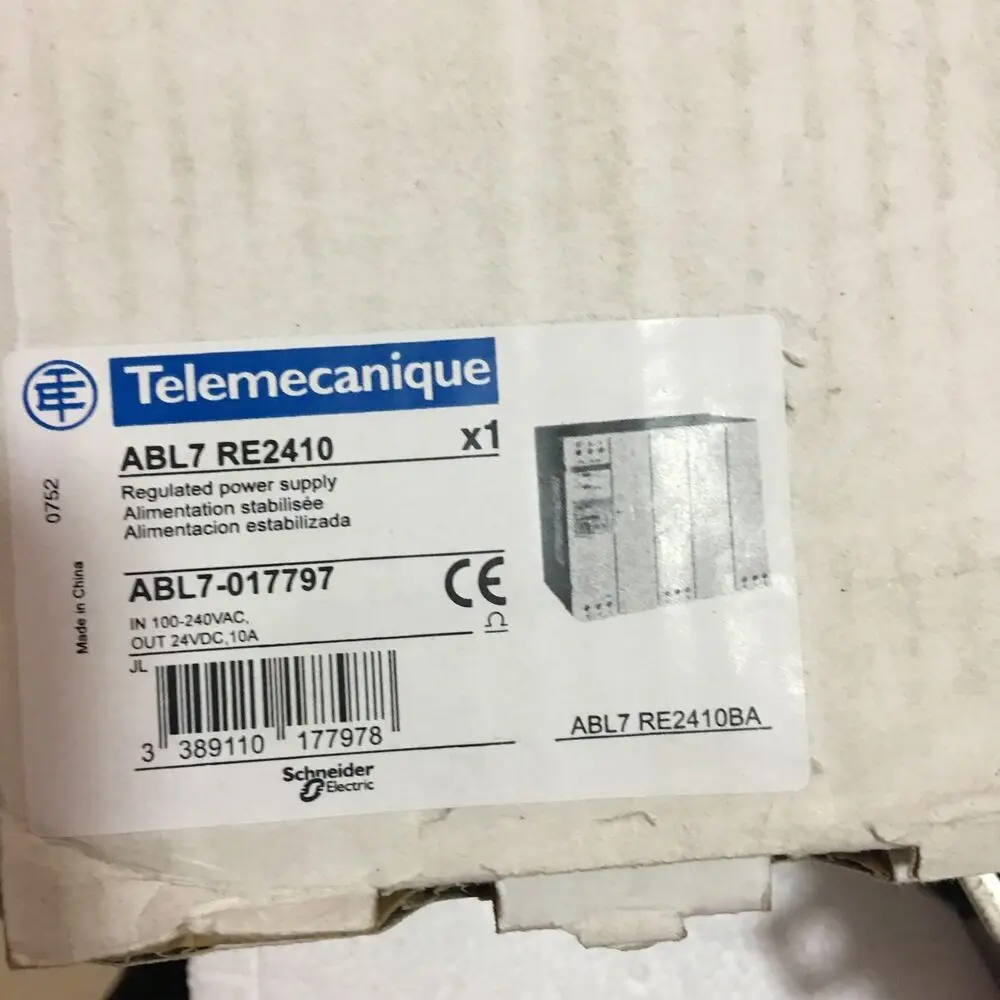 Telemecanique
ABL7 RE2410
x1
Regulated power supply
Alimentation stabilisée
Alimentacion estabilizada
0752
Made in China
ABL7-017797
CE
IN 100-240VAC,
OUT 24VDC,10A
Ω
JL
3 389110 177978
Schneider
Electric
ABL7 RE2410BA